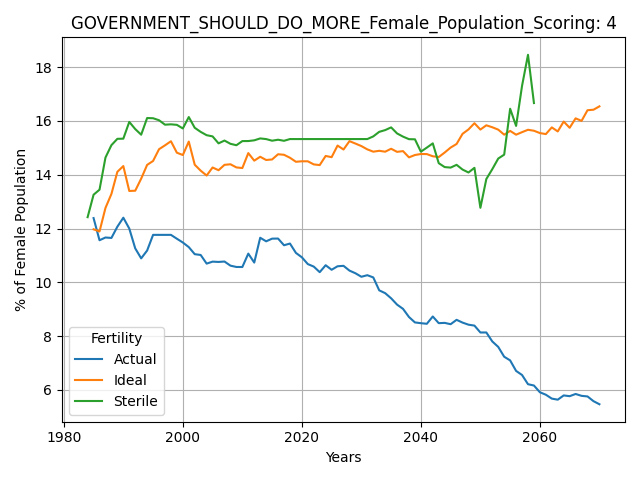 GOVERNMENT_SHOULD_DO_MORE_Female_Population_Scoring: 4
% of Female Population
18
16
14
12
10
8
6
Fertility
Actual
Ideal
Sterile
1980
2000
2020
2040
2060
Years